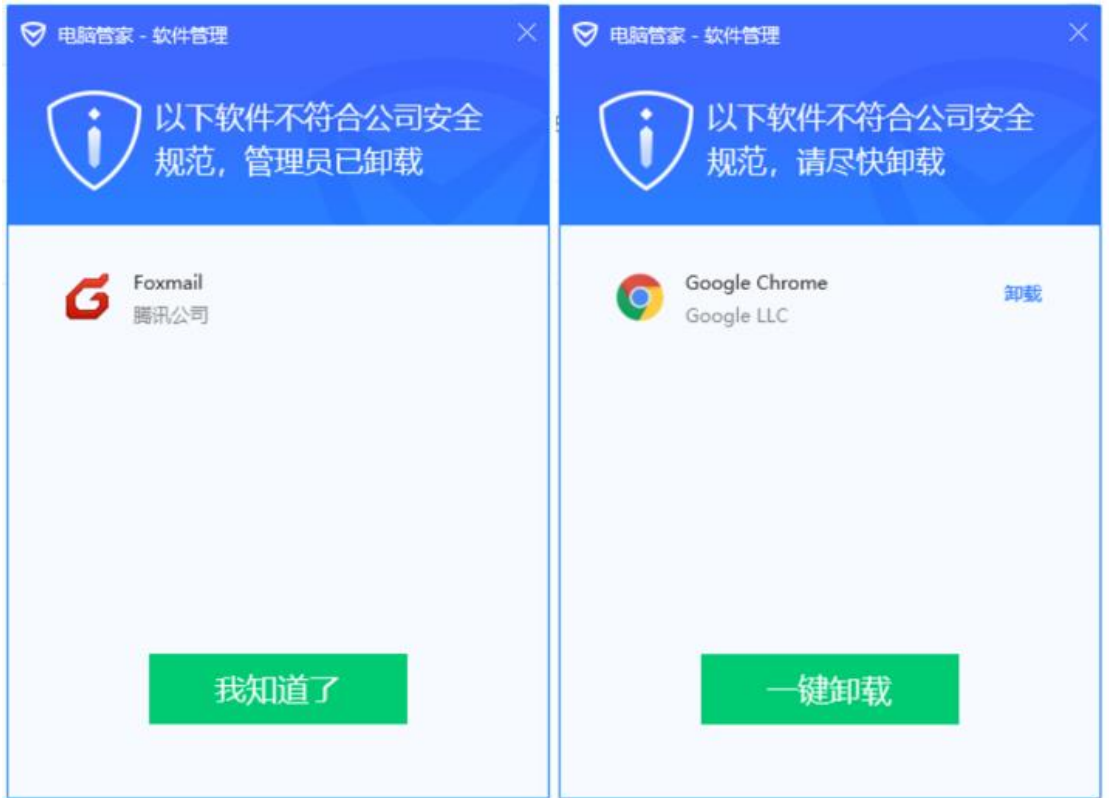 电脑管家 - 软件管理
以下软件不符合公司安全
规范，管理员已卸载
Foxmail
腾讯公司
我知道了
电脑管家 - 软件管理
以下软件不符合公司安全
规范，请尽快卸载
Google Chrome
卸载
Google LLC
一键卸载